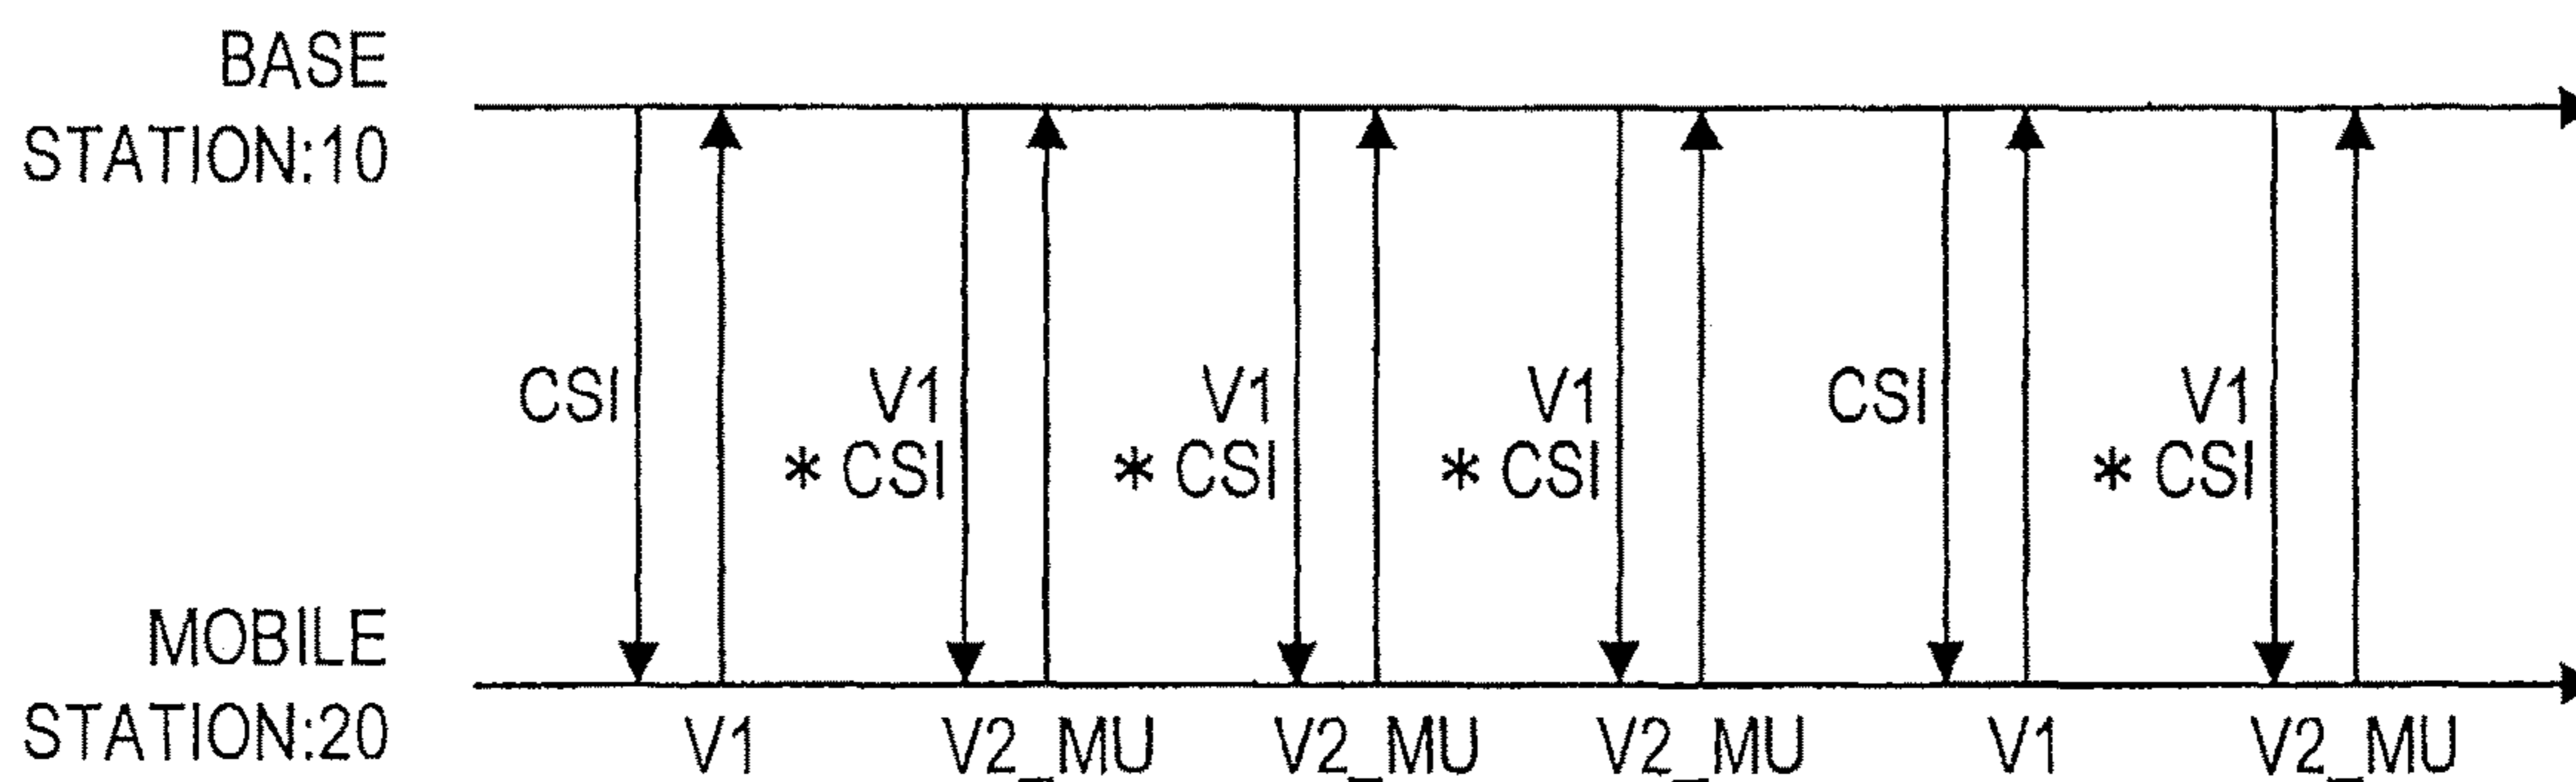 BASE
STATION:10
CSI
V1
* CSI
V1
* CSI
V1
* CSI
CSI
V1
* CSI
MOBILE
STATION:20
V1
V2_MU
V2_MU
V2_MU
V1
V2_MU